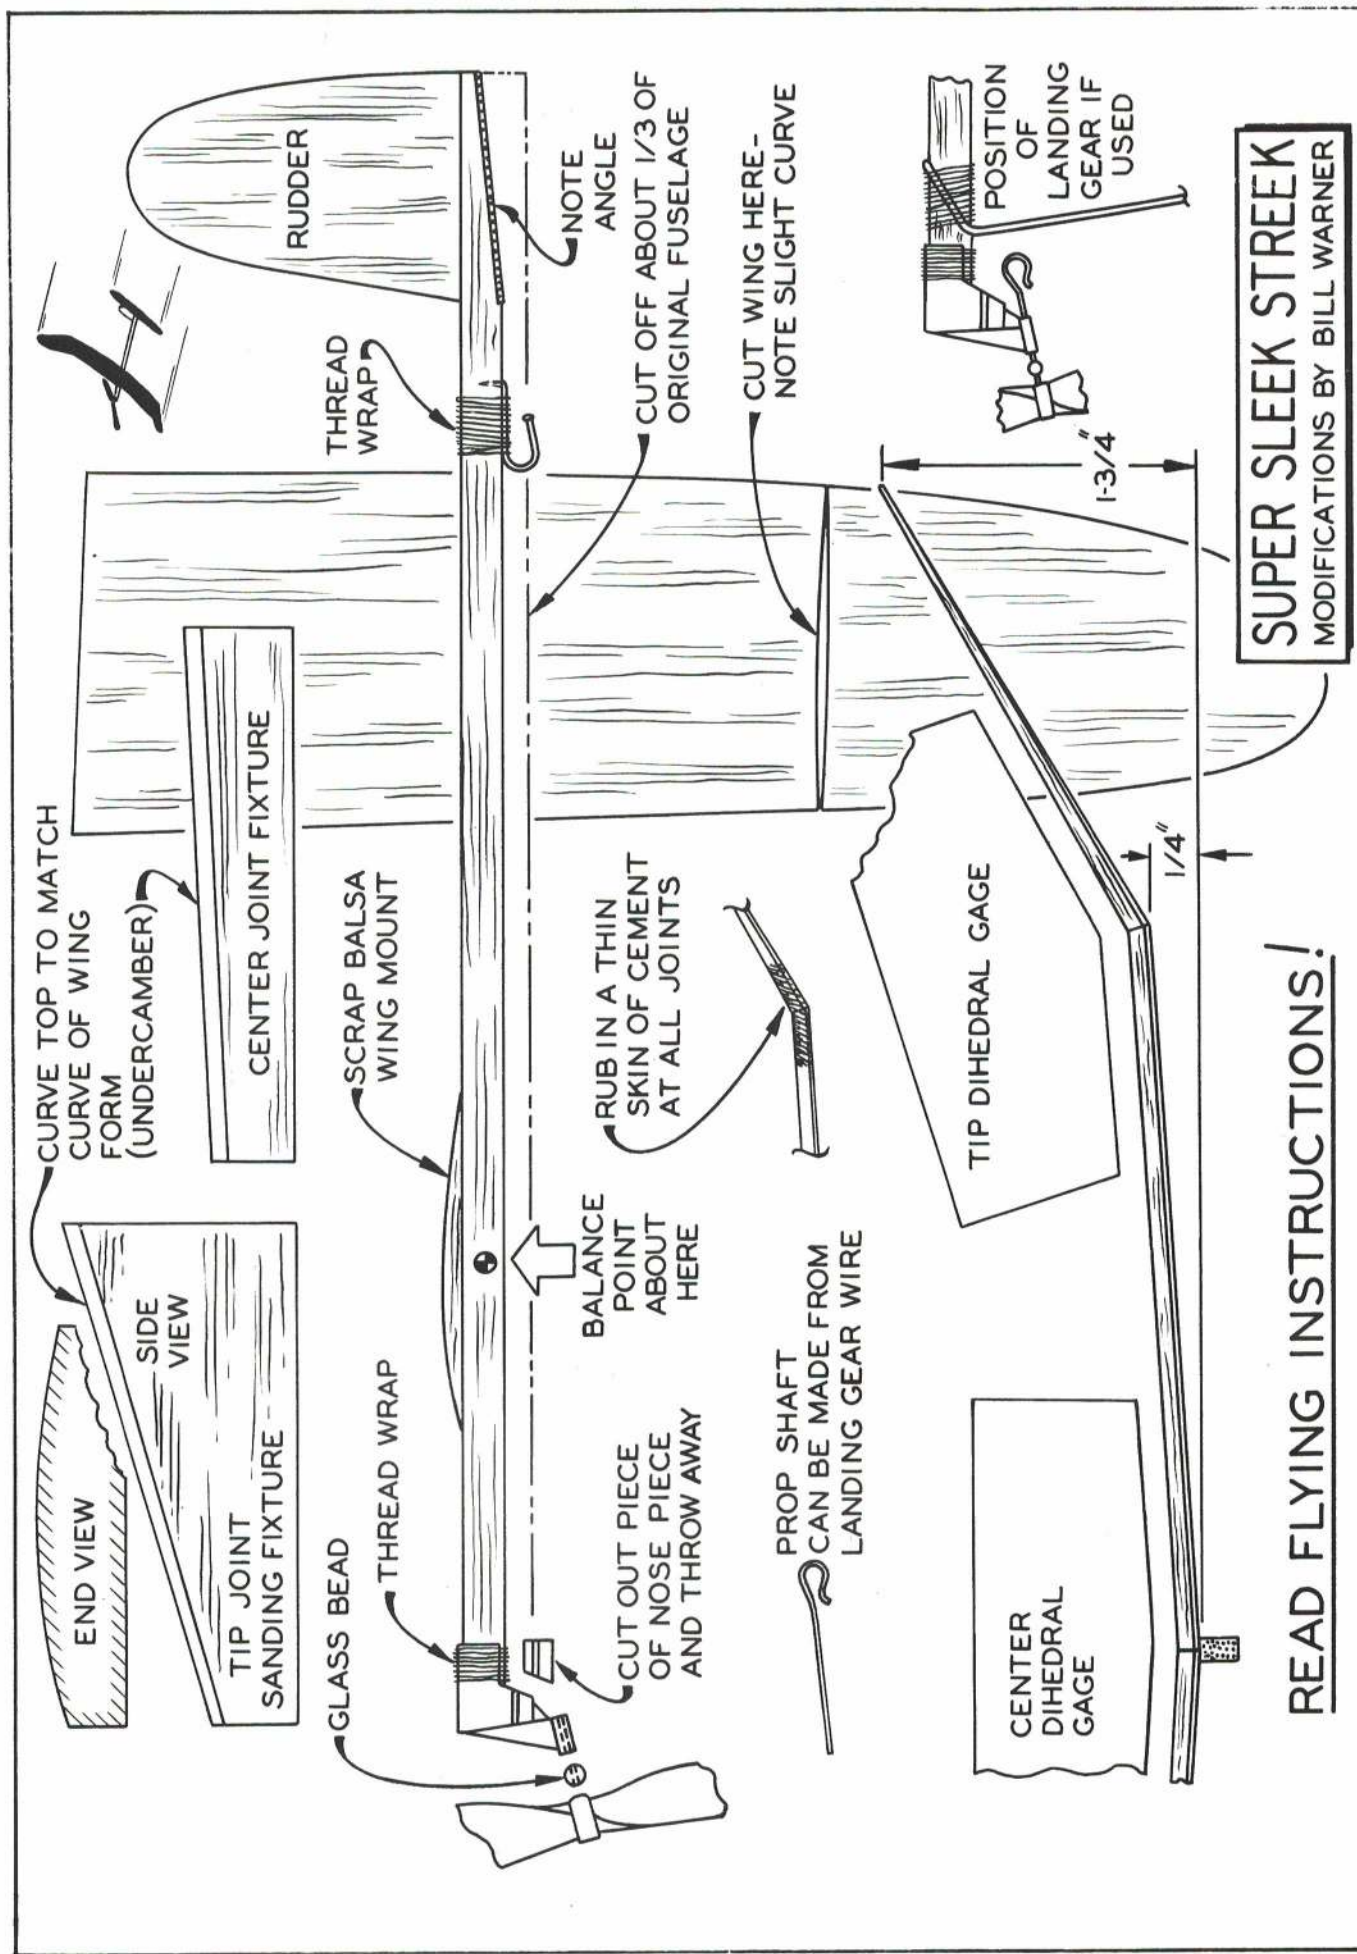 CURVE TOP TO MATCH
CURVE OF WING
FORM
(UNDERCAMBER)
END VIEW
SIDE
VIEW
TIP JOINT
SANDING FIXTURE
CENTER JOINT FIXTURE
GLASS BEAD
THREAD WRAP
SCRAP BALSA
WING MOUNT
THREAD
WRAP
RUDDER
NOTE
ANGLE
CUT OUT PIECE
OF NOSE PIECE
AND THROW AWAY
BALANCE
POINT
ABOUT
HERE
RUB IN A THIN
SKIN OF CEMENT
AT ALL JOINTS
CUT OFF ABOUT 1/3 OF
ORIGINAL FUSELAGE
CUT WING HERE-
NOTE SLIGHT CURVE
PROP SHAFT
CAN BE MADE FROM
LANDING GEAR WIRE
POSITION
OF
LANDING
GEAR IF
USED
CENTER
DIHEDRAL
GAGE
TIP DIHEDRAL GAGE
1/4"
1-3/4"
READ FLYING INSTRUCTIONS!
SUPER SLEEK STREEK
MODIFICATIONS BY BILL WARNER